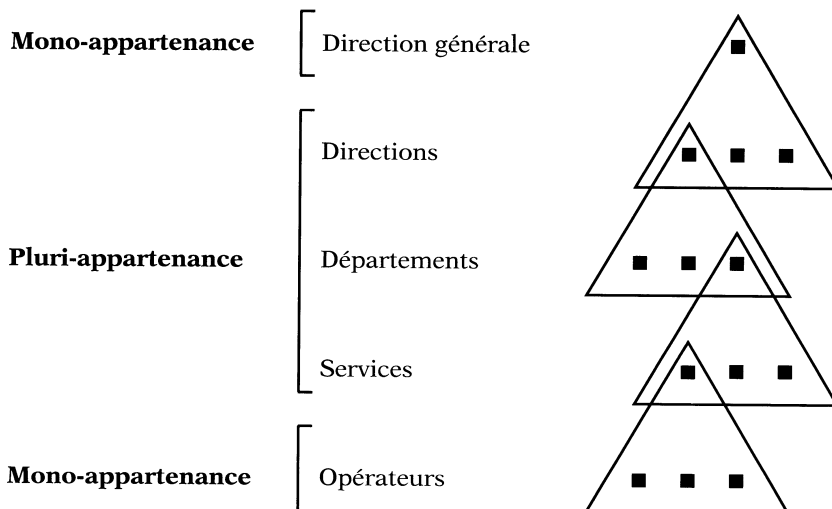 Mono-appartenance
Direction générale
Directions
Pluri-appartenance
Départements
Services
Mono-appartenance
Opérateurs